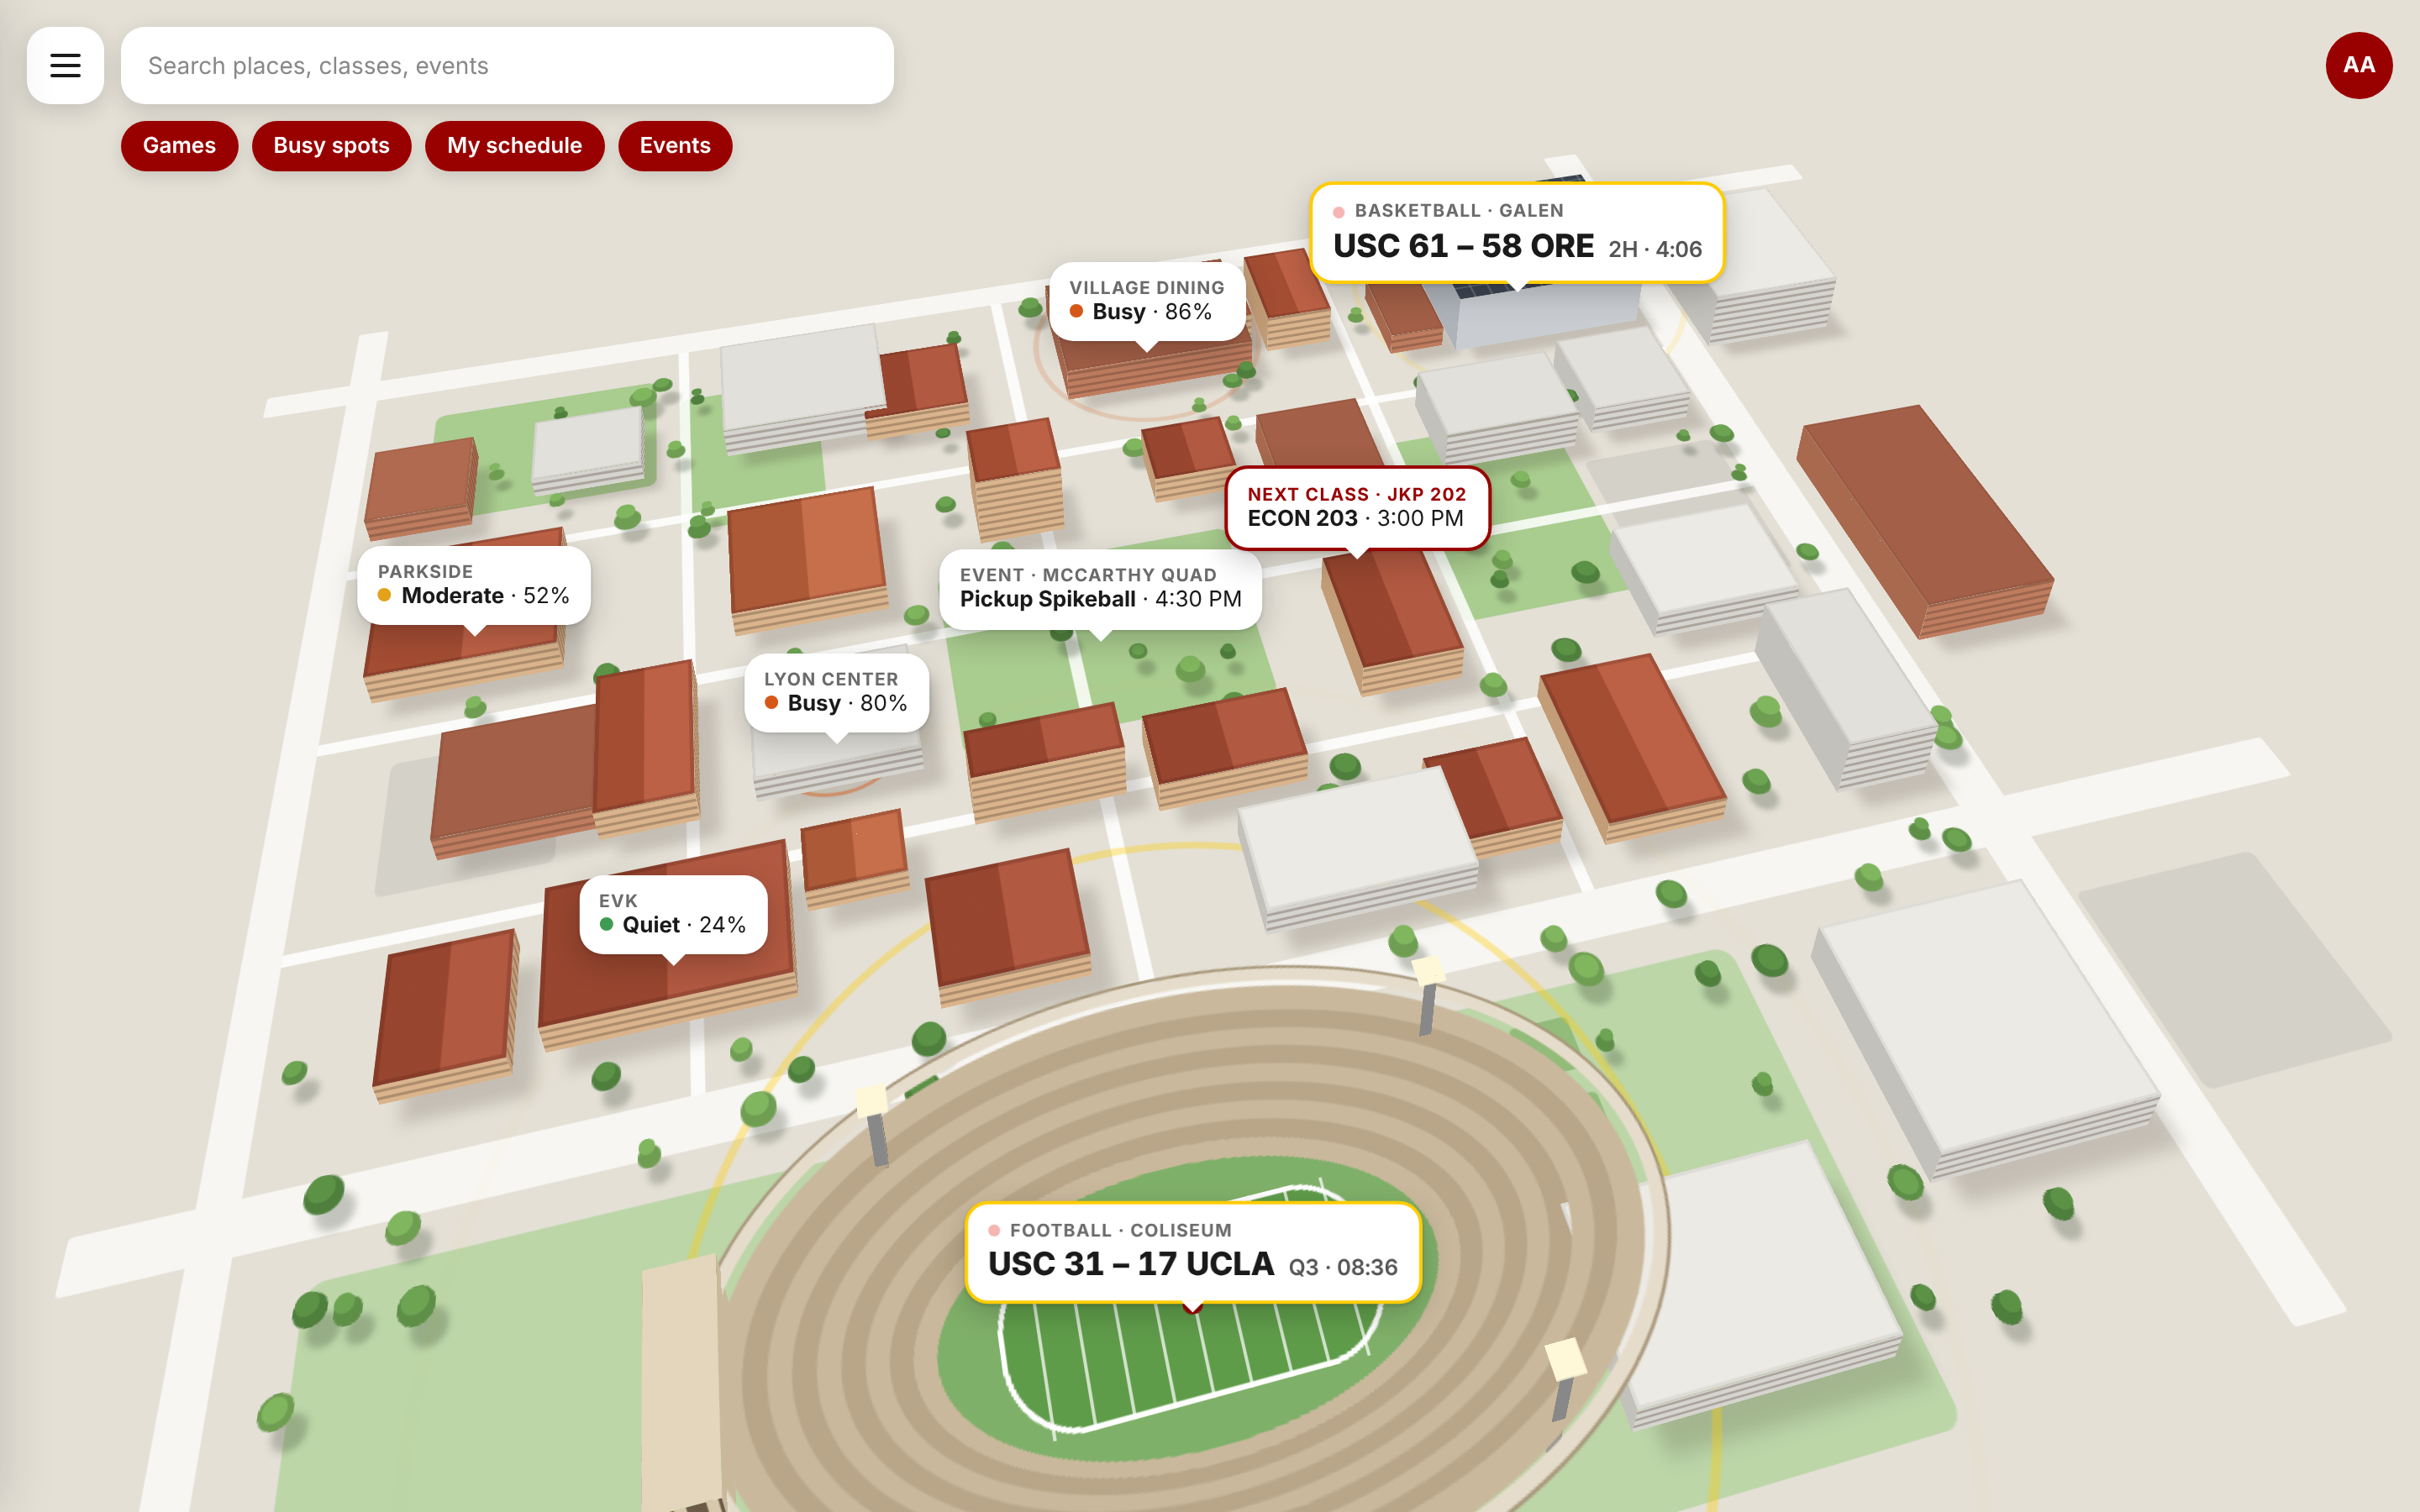 Search places, classes, events
AA
Games
Busy spots
My schedule
Events
BASKETBALL · GALEN
USC 61 – 58 ORE 2H · 4:06
VILLAGE DINING
Busy · 86%
NEXT CLASS · JKP 202
ECON 203 · 3:00 PM
PARKSIDE
Moderate · 52%
EVENT · MCCARTHY QUAD
Pickup Spikeball · 4:30 PM
LYON CENTER
Busy · 80%
EVK
Quiet · 24%
FOOTBALL · COLISEUM
USC 31 – 17 UCLA Q3 · 08:36